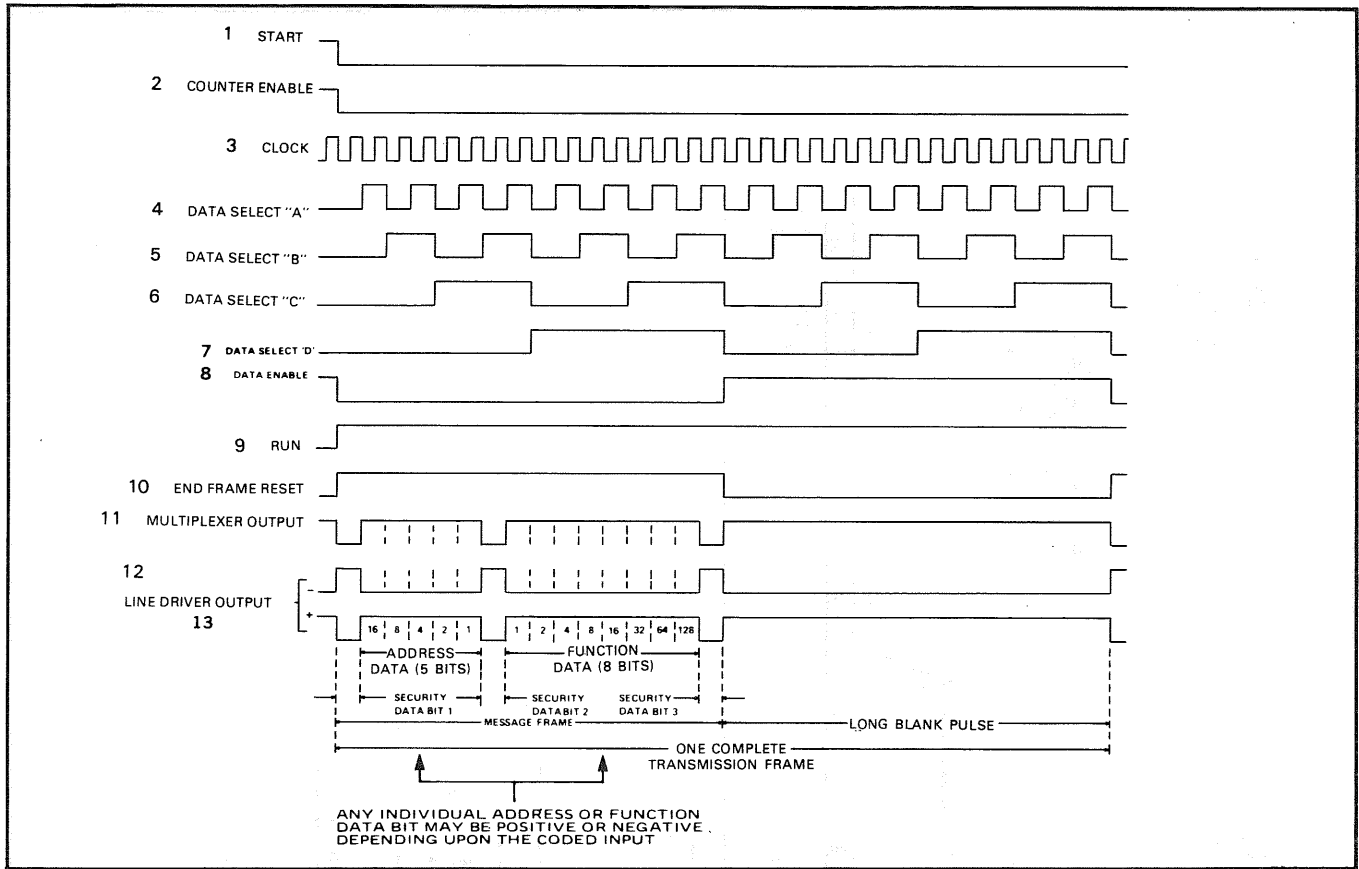 1 START
2 COUNTER ENABLE
3 CLOCK
4 DATA SELECT "A"
5 DATA SELECT "B"
6 DATA SELECT "C"
7 DATA SELECT 'D'
8 DATA ENABLE
9 RUN
10 END FRAME RESET
11 MULTIPLEXER OUTPUT
12
−
LINE DRIVER OUTPUT
13
+
16 8 4 2 1 1 2 4 8 16 32 64 128
ADDRESS
DATA (5 BITS)
FUNCTION
DATA (8 BITS)
SECURITY
DATA BIT 1
SECURITY
DATABIT 2
SECURITY
DATA BIT 3
MESSAGE FRAME
LONG BLANK PULSE
ONE COMPLETE
TRANSMISSION FRAME
ANY INDIVIDUAL ADDRESS OR FUNCTION
DATA BIT MAY BE POSITIVE OR NEGATIVE
DEPENDING UPON THE CODED INPUT